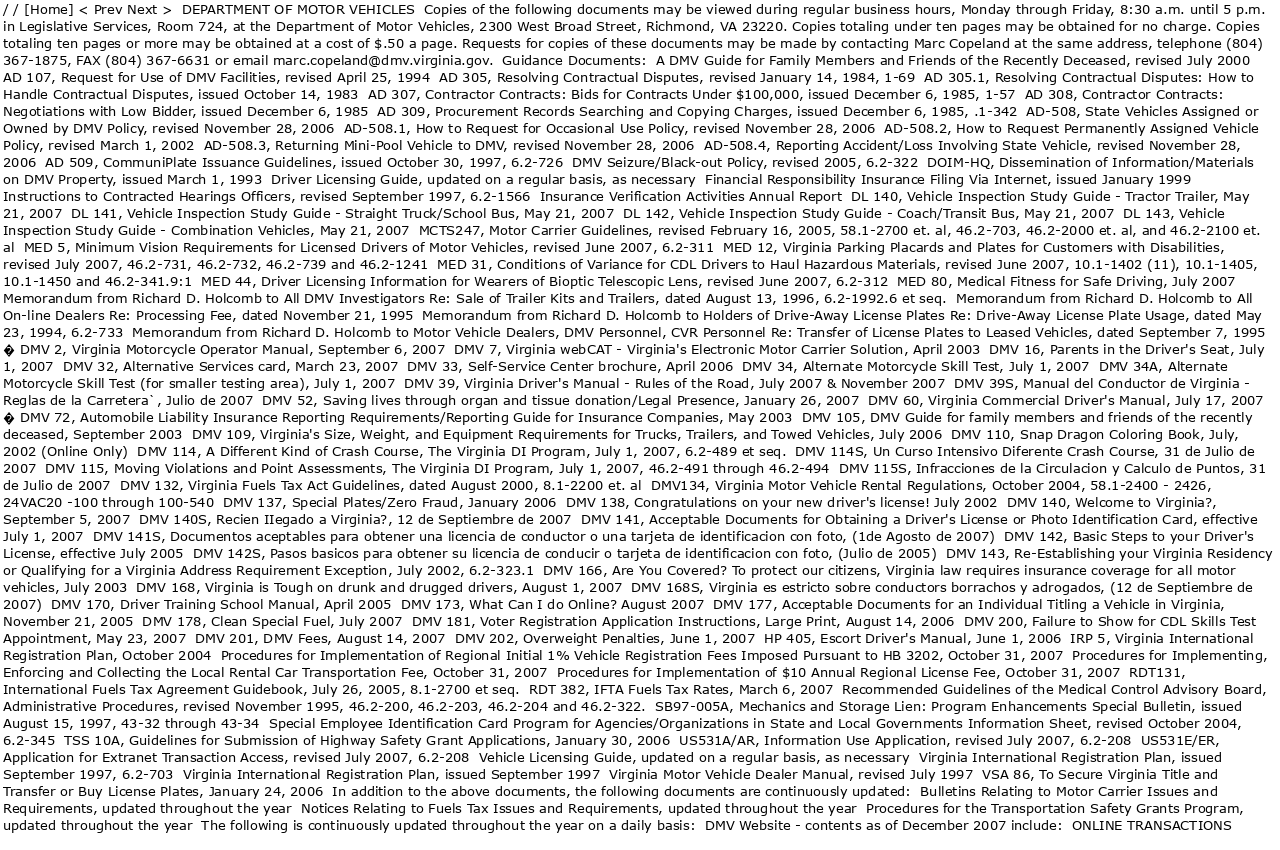 // [Home] < Prev Next >  DEPARTMENT OF MOTOR VEHICLES  Copies of the following documents may be viewed during regular business hours, Monday through Friday, 8:30 a.m. until 5 p.m.
in Legislative Services, Room 724, at the Department of Motor Vehicles, 2300 West Broad Street, Richmond, VA 23220. Copies totaling under ten pages may be obtained for no charge. Copies
totaling ten pages or more may be obtained at a cost of $.50 a page. Requests for copies of these documents may be made by contacting Marc Copeland at the same address, telephone (804)
367-1875, FAX (804) 367-6631 or email marc.copeland@dmv.virginia.gov.  Guidance Documents:  A DMV Guide for Family Members and Friends of the Recently Deceased, revised July 2000
AD 107, Request for Use of DMV Facilities, revised April 25, 1994  AD 305, Resolving Contractual Disputes, revised January 14, 1984, 1-69  AD 305.1, Resolving Contractual Disputes: How to
Handle Contractual Disputes, issued October 14, 1983  AD 307, Contractor Contracts: Bids for Contracts Under $100,000, issued December 6, 1985, 1-57  AD 308, Contractor Contracts:
Negotiations with Low Bidder, issued December 6, 1985  AD 309, Procurement Records Searching and Copying Charges, issued December 6, 1985, .1-342  AD-508, State Vehicles Assigned or
Owned by DMV Policy, revised November 28, 2006  AD-508.1, How to Request for Occasional Use Policy, revised November 28, 2006  AD-508.2, How to Request Permanently Assigned Vehicle
Policy, revised March 1, 2002  AD-508.3, Returning Mini-Pool Vehicle to DMV, revised November 28, 2006  AD-508.4, Reporting Accident/Loss Involving State Vehicle, revised November 28,
2006  AD 509, CommuniPlate Issuance Guidelines, issued October 30, 1997, 6.2-726  DMV Seizure/Black-out Policy, revised 2005, 6.2-322  DOIM-HQ, Dissemination of Information/Materials
on DMV Property, issued March 1, 1993  Driver Licensing Guide, updated on a regular basis, as necessary  Financial Responsibility Insurance Filing Via Internet, issued January 1999
Instructions to Contracted Hearings Officers, revised September 1997, 6.2-1566  Insurance Verification Activities Annual Report  DL 140, Vehicle Inspection Study Guide - Tractor Trailer, May
21, 2007  DL 141, Vehicle Inspection Study Guide - Straight Truck/School Bus, May 21, 2007  DL 142, Vehicle Inspection Study Guide - Coach/Transit Bus, May 21, 2007  DL 143, Vehicle
Inspection Study Guide - Combination Vehicles, May 21, 2007  MCTS247, Motor Carrier Guidelines, revised February 16, 2005, 58.1-2700 et. al, 46.2-703, 46.2-2000 et. al, and 46.2-2100 et.
al  MED 5, Minimum Vision Requirements for Licensed Drivers of Motor Vehicles, revised June 2007, 6.2-311  MED 12, Virginia Parking Placards and Plates for Customers with Disabilities,
revised July 2007, 46.2-731, 46.2-732, 46.2-739 and 46.2-1241  MED 31, Conditions of Variance for CDL Drivers to Haul Hazardous Materials, revised June 2007, 10.1-1402 (11), 10.1-1405,
10.1-1450 and 46.2-341.9:1  MED 44, Driver Licensing Information for Wearers of Bioptic Telescopic Lens, revised June 2007, 6.2-312  MED 80, Medical Fitness for Safe Driving, July 2007
Memorandum from Richard D. Holcomb to All DMV Investigators Re: Sale of Trailer Kits and Trailers, dated August 13, 1996, 6.2-1992.6 et seq.  Memorandum from Richard D. Holcomb to All
On-line Dealers Re: Processing Fee, dated November 21, 1995  Memorandum from Richard D. Holcomb to Holders of Drive-Away License Plates Re: Drive-Away License Plate Usage, dated May
23, 1994, 6.2-733  Memorandum from Richard D. Holcomb to Motor Vehicle Dealers, DMV Personnel, CVR Personnel Re: Transfer of License Plates to Leased Vehicles, dated September 7, 1995
� DMV 2, Virginia Motorcycle Operator Manual, September 6, 2007  DMV 7, Virginia webCAT - Virginia's Electronic Motor Carrier Solution, April 2003  DMV 16, Parents in the Driver's Seat, July
1, 2007  DMV 32, Alternative Services card, March 23, 2007  DMV 33, Self-Service Center brochure, April 2006  DMV 34, Alternate Motorcycle Skill Test, July 1, 2007  DMV 34A, Alternate
Motorcycle Skill Test (for smaller testing area), July 1, 2007  DMV 39, Virginia Driver's Manual - Rules of the Road, July 2007 & November 2007  DMV 39S, Manual del Conductor de Virginia -
Reglas de la Carretera`, Julio de 2007  DMV 52, Saving lives through organ and tissue donation/Legal Presence, January 26, 2007  DMV 60, Virginia Commercial Driver's Manual, July 17, 2007
� DMV 72, Automobile Liability Insurance Reporting Requirements/Reporting Guide for Insurance Companies, May 2003  DMV 105, DMV Guide for family members and friends of the recently
deceased, September 2003  DMV 109, Virginia's Size, Weight, and Equipment Requirements for Trucks, Trailers, and Towed Vehicles, July 2006  DMV 110, Snap Dragon Coloring Book, July,
2002 (Online Only)  DMV 114, A Different Kind of Crash Course, The Virginia DI Program, July 1, 2007, 6.2-489 et seq.  DMV 114S, Un Curso Intensivo Diferente Crash Course, 31 de Julio de
2007  DMV 115, Moving Violations and Point Assessments, The Virginia DI Program, July 1, 2007, 46.2-491 through 46.2-494  DMV 115S, Infracciones de la Circulacion y Calculo de Puntos, 31
de Julio de 2007  DMV 132, Virginia Fuels Tax Act Guidelines, dated August 2000, 8.1-2200 et. al  DMV134, Virginia Motor Vehicle Rental Regulations, October 2004, 58.1-2400 - 2426,
24VAC20 -100 through 100-540  DMV 137, Special Plates/Zero Fraud, January 2006  DMV 138, Congratulations on your new driver's license! July 2002  DMV 140, Welcome to Virginia?,
September 5, 2007  DMV 140S, Recien IIegado a Virginia?, 12 de Septiembre de 2007  DMV 141, Acceptable Documents for Obtaining a Driver's License or Photo Identification Card, effective
July 1, 2007  DMV 141S, Documentos aceptables para obtener una licencia de conductor o una tarjeta de identificacion con foto, (1de Agosto de 2007)  DMV 142, Basic Steps to your Driver's
License, effective July 2005  DMV 142S, Pasos basicos para obtener su licencia de conducir o tarjeta de identificacion con foto, (Julio de 2005)  DMV 143, Re-Establishing your Virginia Residency
or Qualifying for a Virginia Address Requirement Exception, July 2002, 6.2-323.1  DMV 166, Are You Covered? To protect our citizens, Virginia law requires insurance coverage for all motor
vehicles, July 2003  DMV 168, Virginia is Tough on drunk and drugged drivers, August 1, 2007  DMV 168S, Virginia es estricto sobre conductors borrachos y adrogados, (12 de Septiembre de
2007)  DMV 170, Driver Training School Manual, April 2005  DMV 173, What Can I do Online? August 2007  DMV 177, Acceptable Documents for an Individual Titling a Vehicle in Virginia,
November 21, 2005  DMV 178, Clean Special Fuel, July 2007  DMV 181, Voter Registration Application Instructions, Large Print, August 14, 2006  DMV 200, Failure to Show for CDL Skills Test
Appointment, May 23, 2007  DMV 201, DMV Fees, August 14, 2007  DMV 202, Overweight Penalties, June 1, 2007  HP 405, Escort Driver's Manual, June 1, 2006  IRP 5, Virginia International
Registration Plan, October 2004  Procedures for Implementation of Regional Initial 1% Vehicle Registration Fees Imposed Pursuant to HB 3202, October 31, 2007  Procedures for Implementing,
Enforcing and Collecting the Local Rental Car Transportation Fee, October 31, 2007  Procedures for Implementation of $10 Annual Regional License Fee, October 31, 2007  RDT131,
International Fuels Tax Agreement Guidebook, July 26, 2005, 8.1-2700 et seq.  RDT 382, IFTA Fuels Tax Rates, March 6, 2007  Recommended Guidelines of the Medical Control Advisory Board,
Administrative Procedures, revised November 1995, 46.2-200, 46.2-203, 46.2-204 and 46.2-322.  SB97-005A, Mechanics and Storage Lien: Program Enhancements Special Bulletin, issued
August 15, 1997, 43-32 through 43-34  Special Employee Identification Card Program for Agencies/Organizations in State and Local Governments Information Sheet, revised October 2004,
6.2-345  TSS 10A, Guidelines for Submission of Highway Safety Grant Applications, January 30, 2006  US531A/AR, Information Use Application, revised July 2007, 6.2-208  US531E/ER,
Application for Extranet Transaction Access, revised July 2007, 6.2-208  Vehicle Licensing Guide, updated on a regular basis, as necessary  Virginia International Registration Plan, issued
September 1997, 6.2-703  Virginia International Registration Plan, issued September 1997  Virginia Motor Vehicle Dealer Manual, revised July 1997  VSA 86, To Secure Virginia Title and
Transfer or Buy License Plates, January 24, 2006  In addition to the above documents, the following documents are continuously updated:  Bulletins Relating to Motor Carrier Issues and
Requirements, updated throughout the year  Notices Relating to Fuels Tax Issues and Requirements, updated throughout the year  Procedures for the Transportation Safety Grants Program,
updated throughout the year  The following is continuously updated throughout the year on a daily basis:  DMV Website - contents as of December 2007 include:  ONLINE TRANSACTIONS